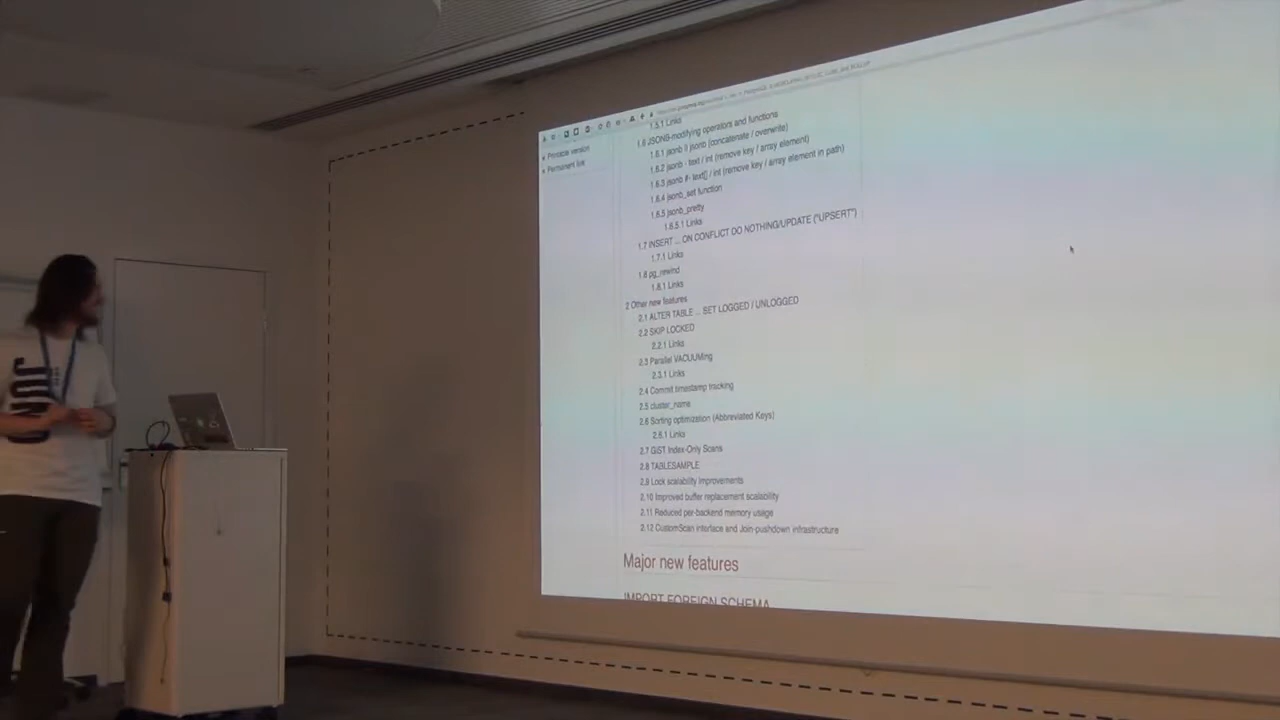 Printable version
Permanent link
1.5.1 Links
1.6 JSONB-modifying operators and functions
1.6.1 jsonb || jsonb (concatenate / overwrite)
1.6.2 jsonb - text / int (remove key / array element)
1.6.3 jsonb #- text[] / int (remove key / array element in path)
1.6.4 jsonb_set function
1.6.5 jsonb_pretty
1.6.5.1 Links
1.7 INSERT ... ON CONFLICT DO NOTHING/UPDATE ("UPSERT")
1.7.1 Links
1.8 pg_rewind
1.8.1 Links
2 Other new features
2.1 ALTER TABLE ... SET LOGGED / UNLOGGED
2.2 SKIP LOCKED
2.2.1 Links
2.3 Parallel VACUUMing
2.3.1 Links
2.4 Commit timestamp tracking
2.5 cluster_name
2.6 Sorting optimization (Abbreviated Keys)
2.6.1 Links
2.7 GiST Index-Only Scans
2.8 TABLESAMPLE
2.9 Lock scalability improvements
2.10 Improved buffer replacement scalability
2.11 Reduced per-backend memory usage
2.12 CustomScan interface and Join-pushdown infrastructure
Major new features
IMPORT FOREIGN SCHEMA